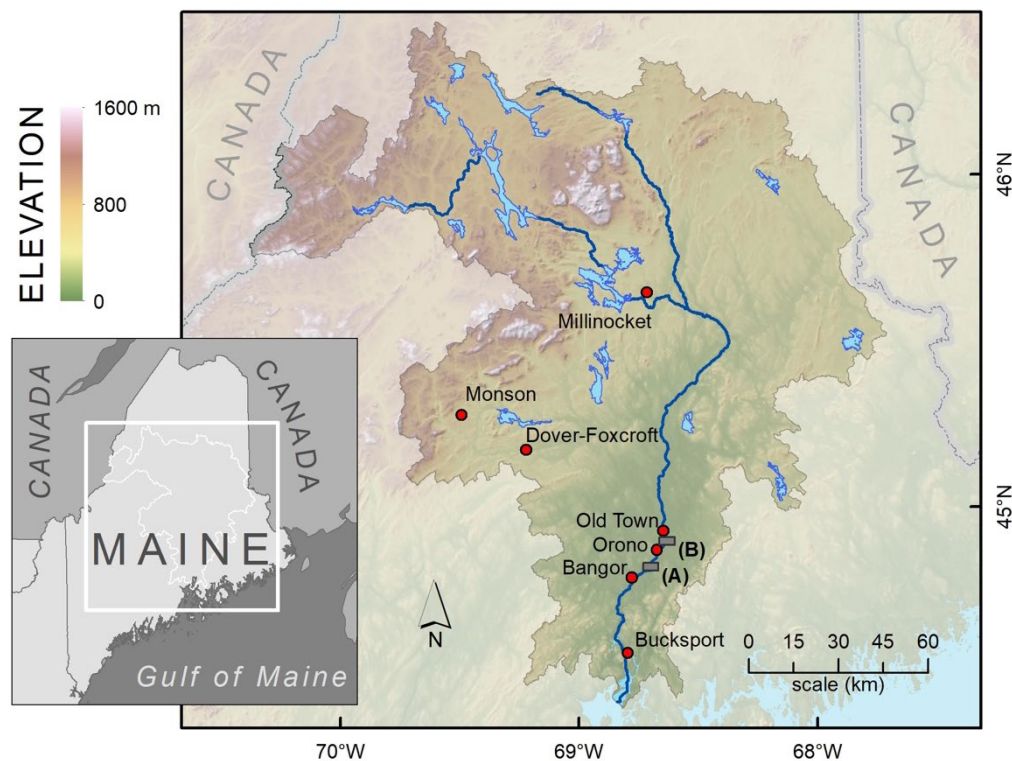 CANADA
CANADA
ELEVATION
1600 m
800
0
46°N
45°N
Millinocket
Monson
Dover-Foxcroft
Old Town
Orono
(B)
Bangor
(A)
Bucksport
N
0 15 30 45 60
scale (km)
CANADA
CANADA
MAINE
Gulf of Maine
70°W 69°W 68°W